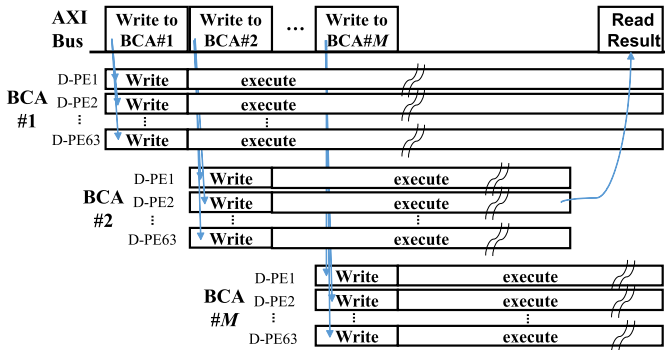 AXI Bus
Write to BCA#1
Write to BCA#2
...
Write to BCA#M
Read Result
BCA #1
D-PE1 Write execute
D-PE2 Write execute
⋮ ⋮ ⋮
D-PE63 Write execute
BCA #2
D-PE1 Write execute
D-PE2 Write execute
⋮ ⋮ ⋮
D-PE63 Write execute
BCA #M
D-PE1 Write execute
D-PE2 Write execute
⋮ ⋮ ⋮
D-PE63 Write execute